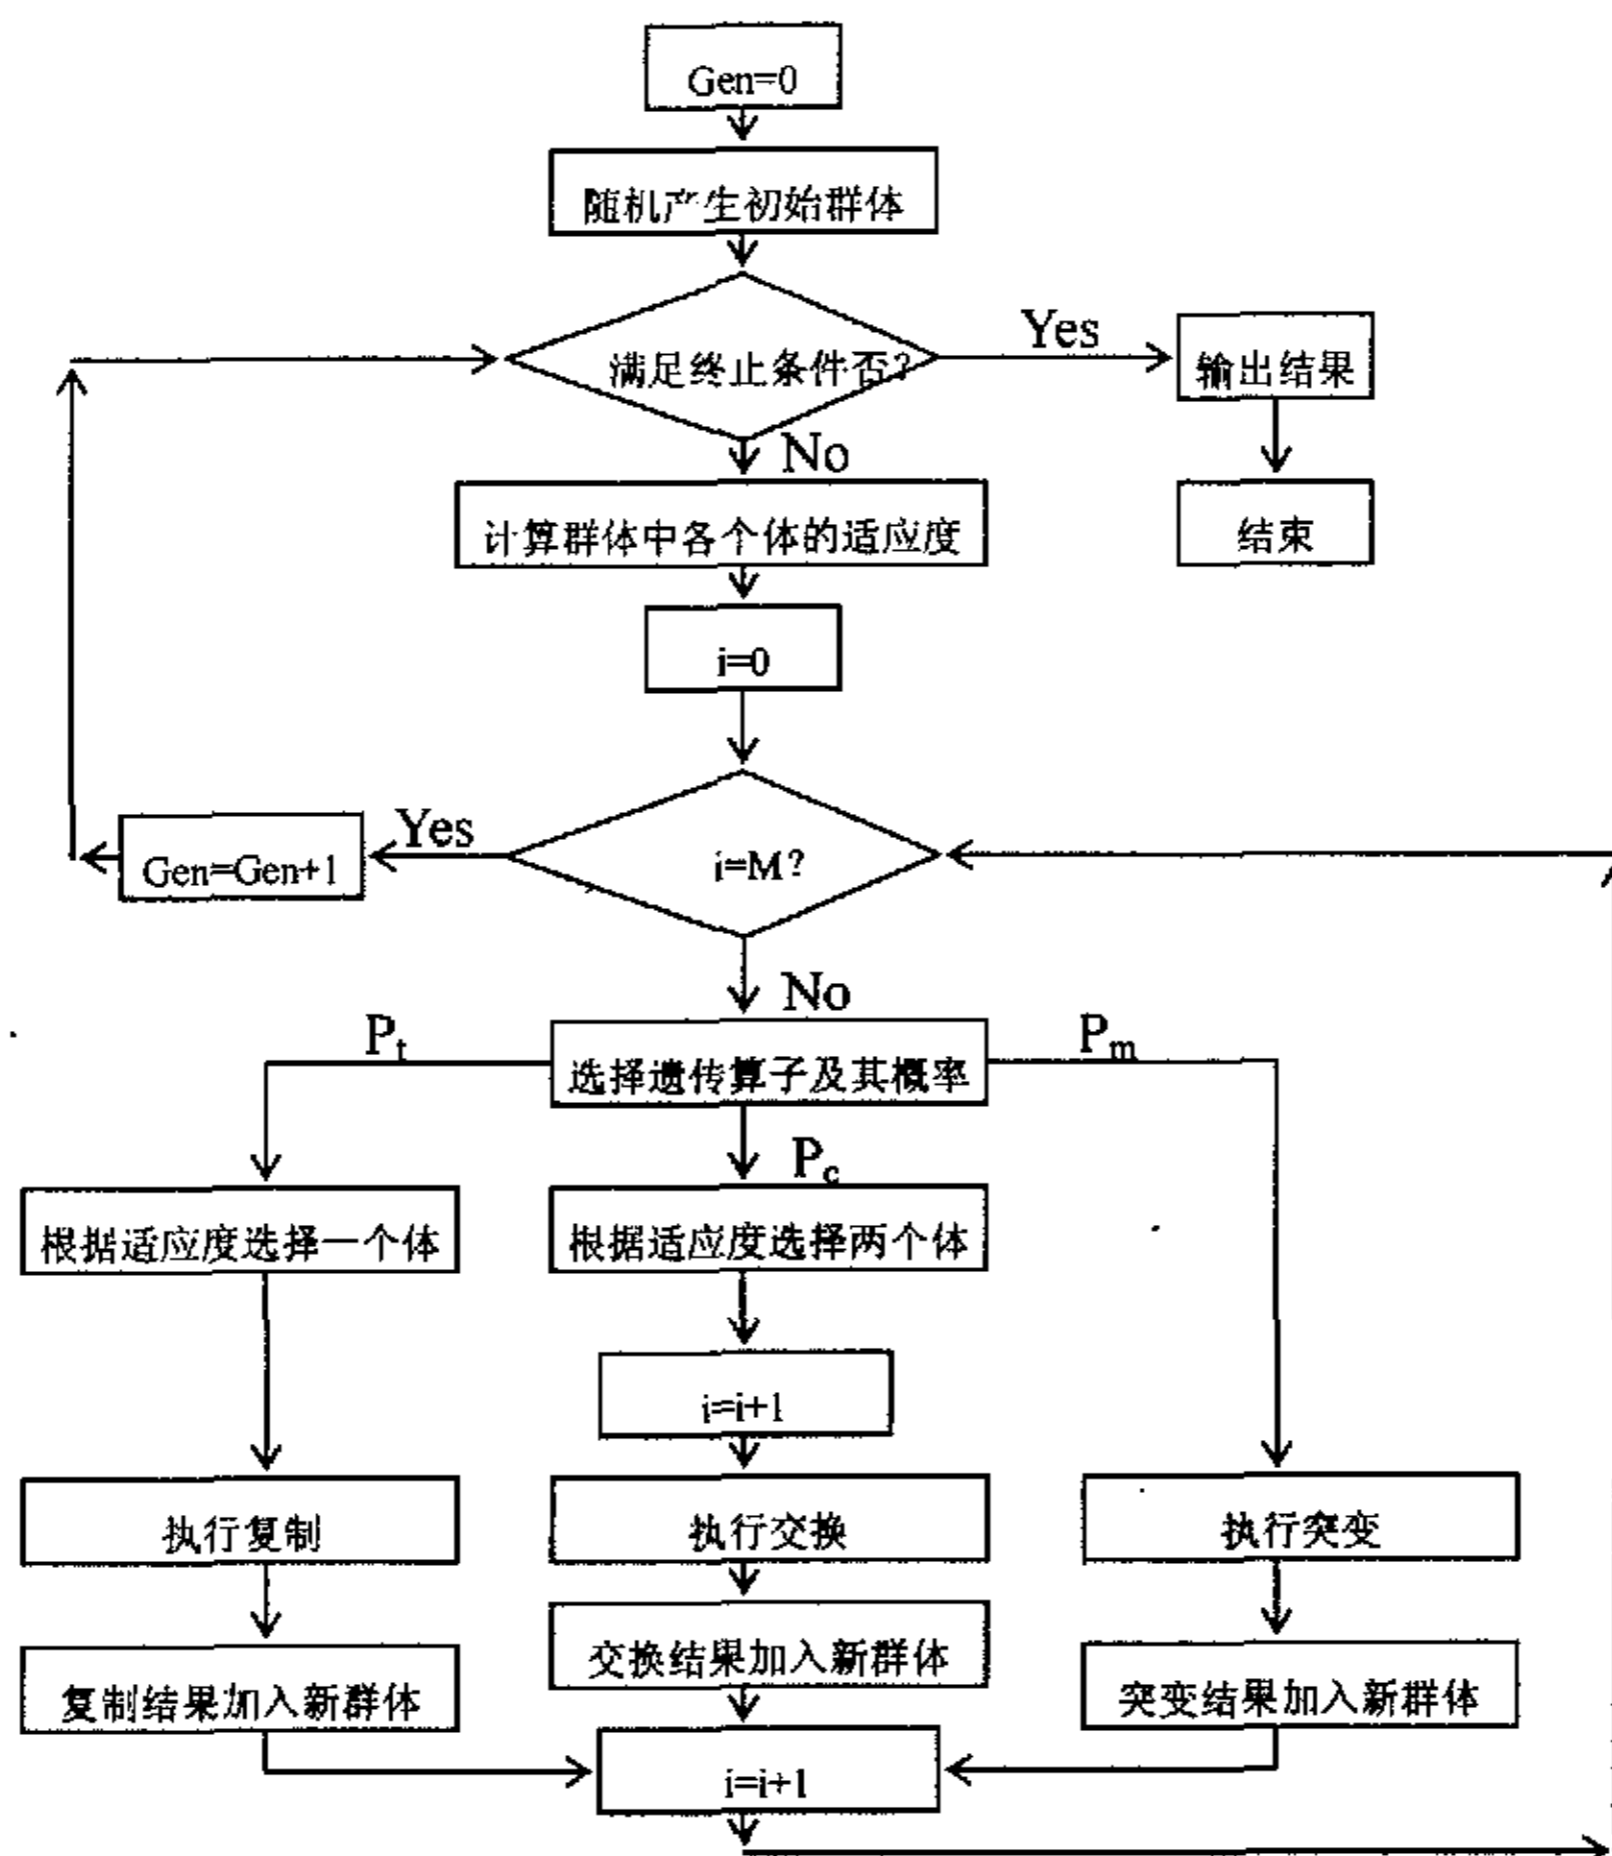 Gen=0
随机产生初始群体
满足终止条件否?
Yes
输出结果
No
计算群体中各个体的适应度
结束
i=0
Yes
Gen=Gen+1
i=M?
No
Pt
选择遗传算子及其概率
Pm
Pc
根据适应度选择一个体
根据适应度选择两个体
i=i+1
执行复制
执行交换
执行突变
交换结果加入新群体
复制结果加入新群体
突变结果加入新群体
i=i+1